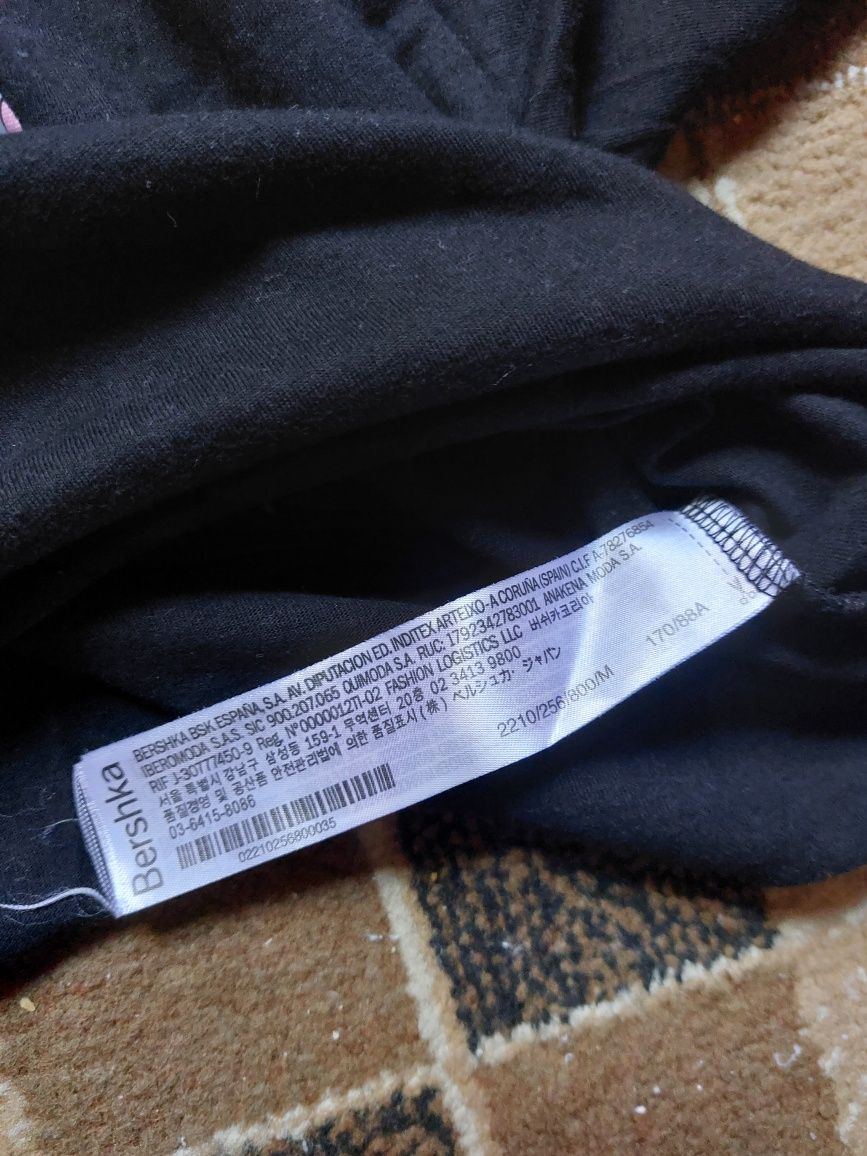 Bershka
BERSHKA BSK ESPAÑA, S.A. AV. DIPUTACION ED. INDITEX ARTEIXO-A CORUÑA (SPAIN) C.I.F A-78276854
IBEROMODA S.A.S. SIC 900.207.065 QUIMODA S.A. RUC: 1792342783001 ANAKENA MODA S.A.
RIF J-30777450-9 Reg. Nº 0000012TI-02 FASHION LOGISTICS LLC 버쉬카코리아
서울 특별시 강남구 삼성동 159-1 무역센터 20층 02 3413 9800
품질경영 및 공산품 안전관리법에 의한 품질표시 (株) ベルシュカ・ジャパン
03-6415-8086
02210256800035
2210/256/800/M
170/88A